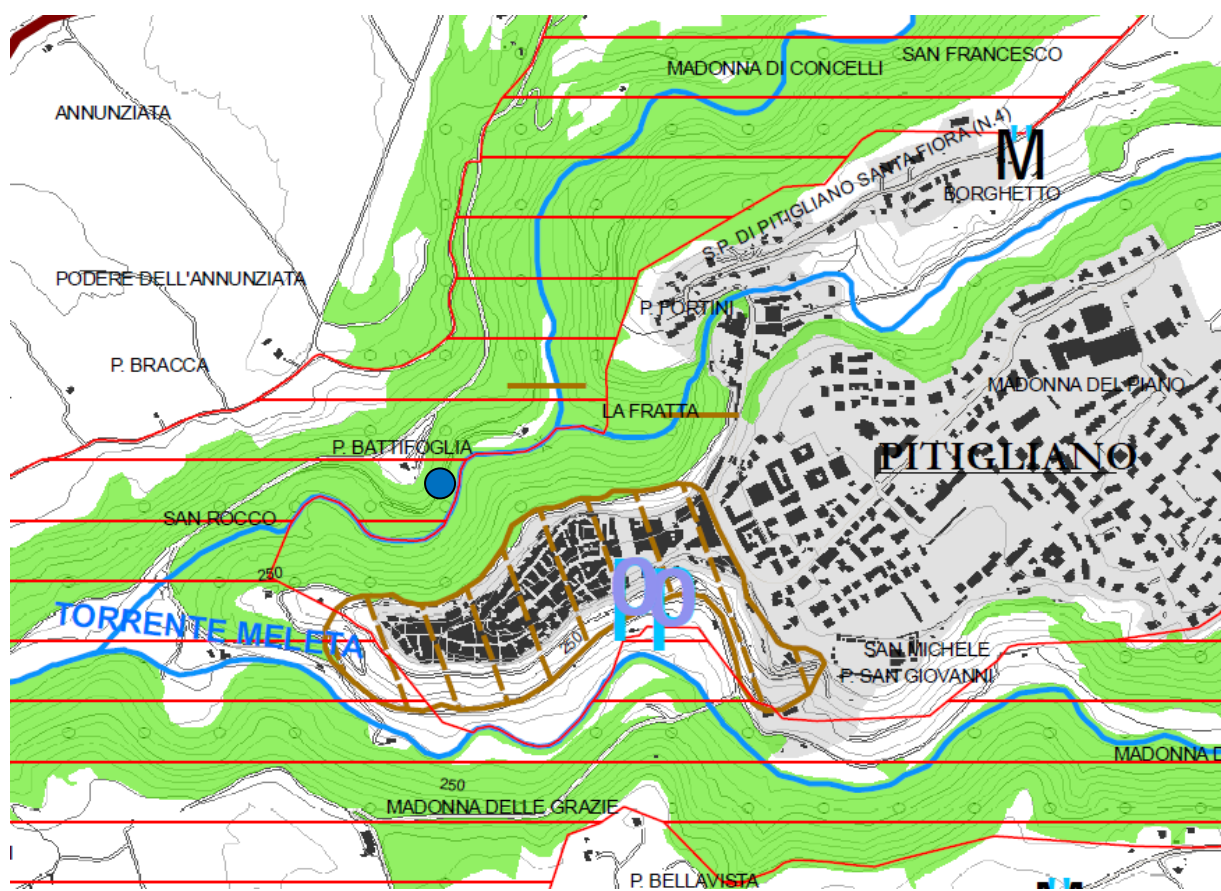 SAN FRANCESCO
MADONNA DI CONCELLI
ANNUNZIATA
S.P. DI PITIGLIANO SANTA FIORA (N.4)
M
BORGHETTO
PODERE DELL'ANNUNZIATA
P. PORTINI
P. BRACCA
MADONNA DEL PIANO
LA FRATTA
P. BATTIFOGLIA
PITIGLIANO
SAN ROCCO
250
TORRENTE MELETA
250
SAN MICHELE
P. SAN GIOVANNI
MADONNA D
250
MADONNA DELLE GRAZIE
P. BELLAVISTA